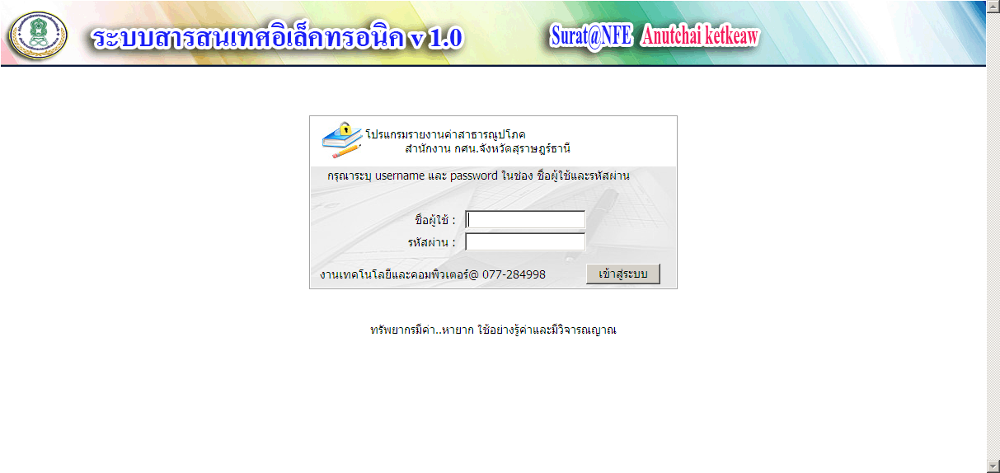 ระบบสารสนเทศอิเล็คทรอนิค v 1.0 Surat@NFE Anutchai ketkeaw
โปรแกรมรายงานค่าสาธารณูปโภค
สำนักงาน กศน.จังหวัดสุราษฎร์ธานี
กรุณาระบุ username และ password ในช่อง ชื่อผู้ใช้และรหัสผ่าน
ชื่อผู้ใช้ :
รหัสผ่าน :
งานเทคโนโลยีและคอมพิวเตอร์@ 077-284998 เข้าสู่ระบบ
ทรัพยากรมีค่า..หายาก ใช้อย่างรู้ค่าและมีวิจารณญาณ